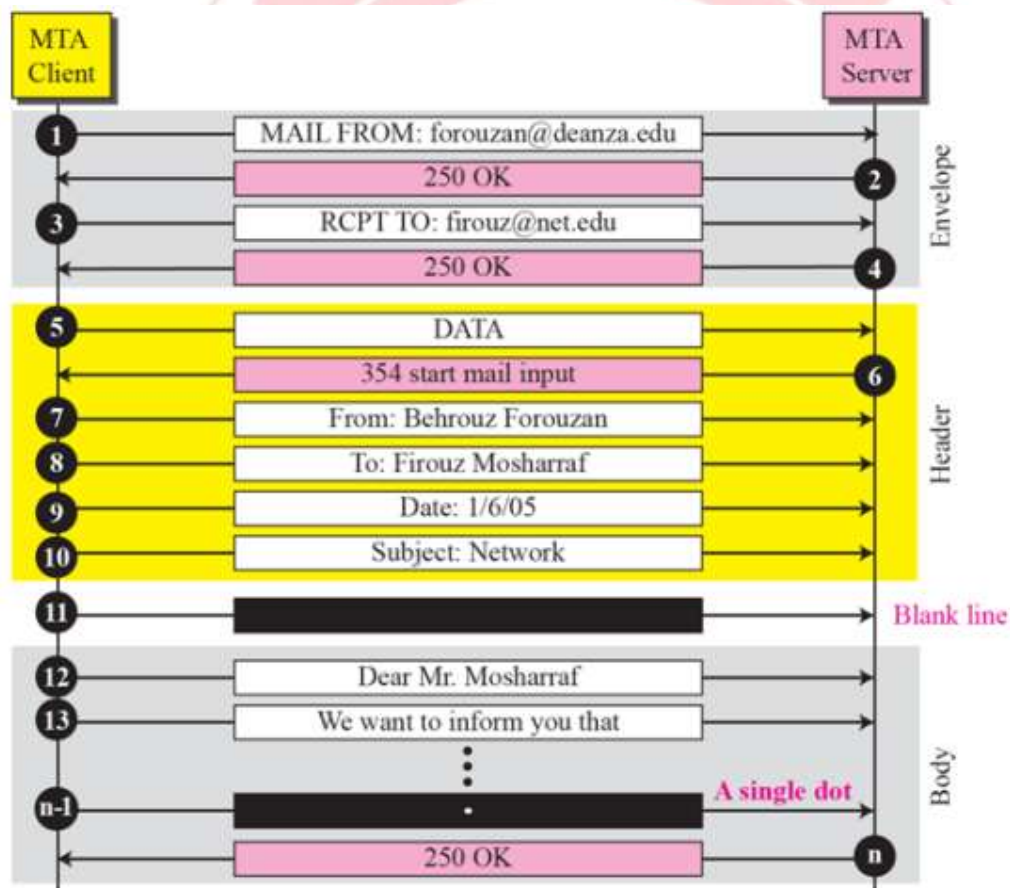 MTA
Client
MTA
Server
1
MAIL FROM: forouzan@deanza.edu
250 OK
2
3
RCPT TO: firouz@net.edu
250 OK
4
Envelope
5
DATA
354 start mail input
6
7
From: Behrouz Forouzan
8
To: Firouz Mosharraf
9
Date: 1/6/05
10
Subject: Network
Header
11
Blank line
12
Dear Mr. Mosharraf
13
We want to inform you that
n-1
.
A single dot
250 OK
n
Body